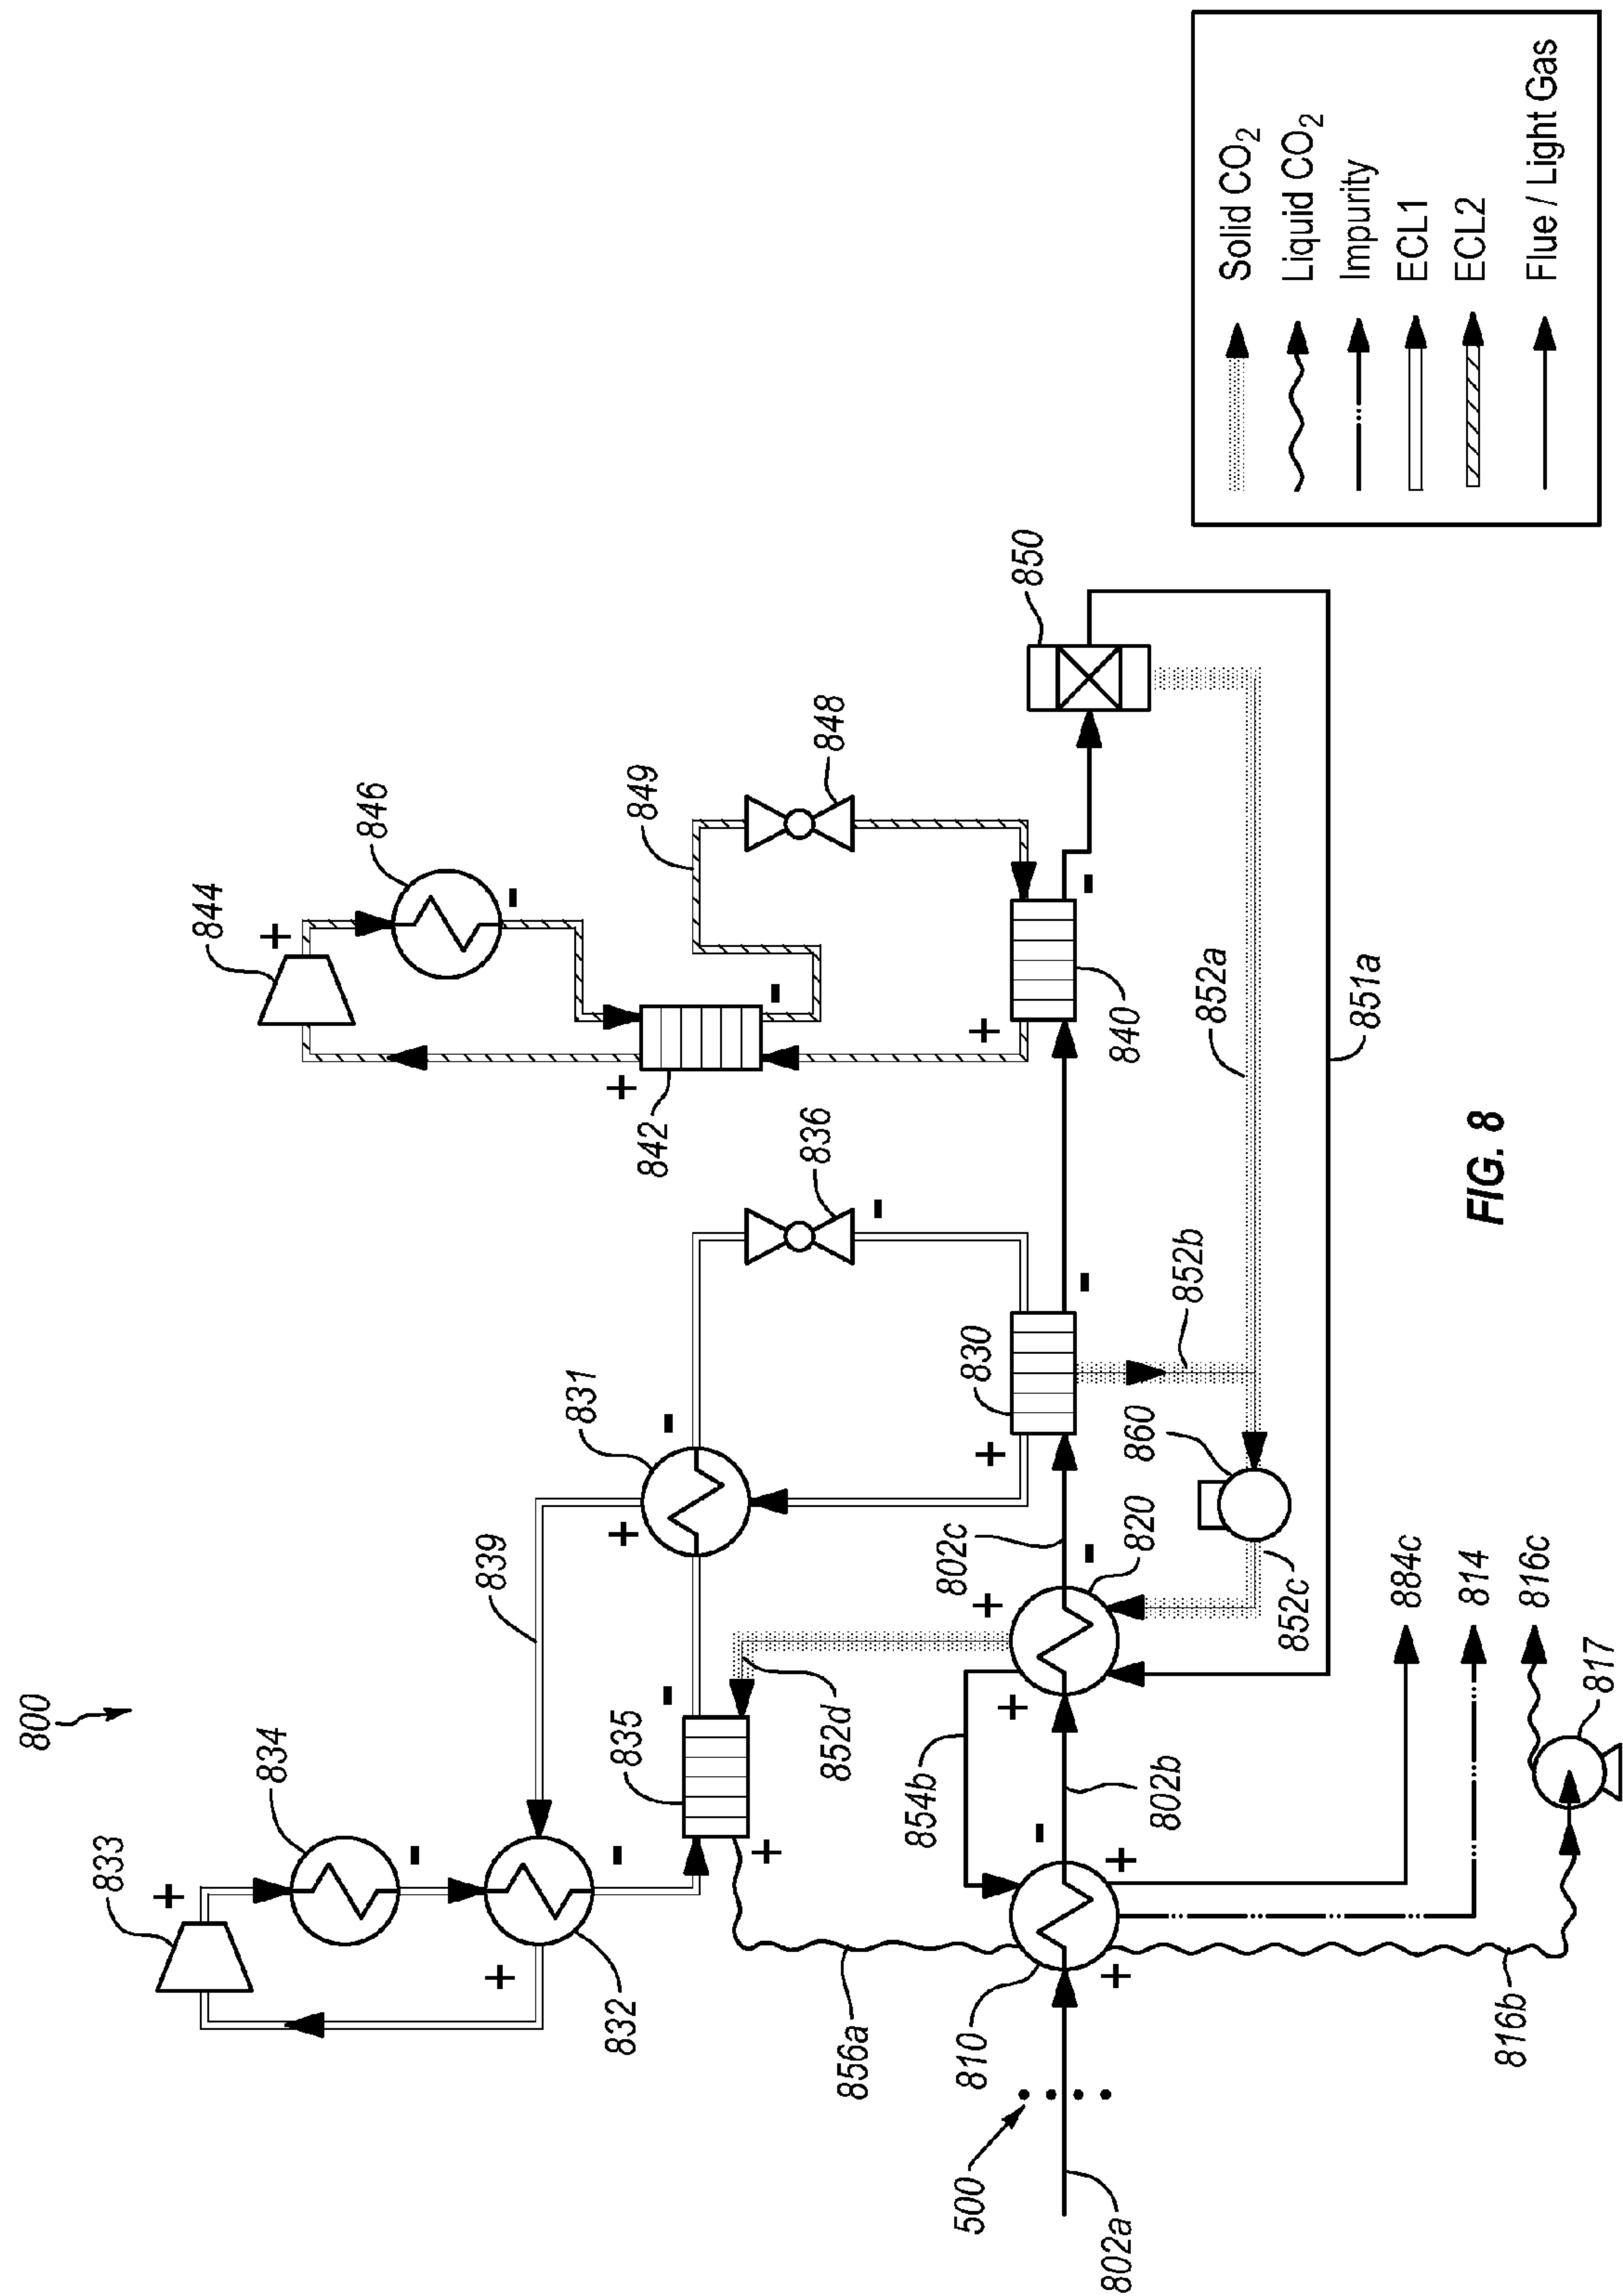 800
833
834
832
839
831
835
836
844
846
842
849
848
850
856a
852d
854b
802c
820
830
860
852b
840
852a
851a
500
802a
810
802b
852c
884c
814
816c
816b
817
+
-
+
-
+
-
+
-
+
-
+
-
+
-
+
-
+
-
+
-
+
-
+
+
Solid CO₂
Liquid CO₂
Impurity
ECL1
ECL2
Flue / Light Gas
FIG. 8